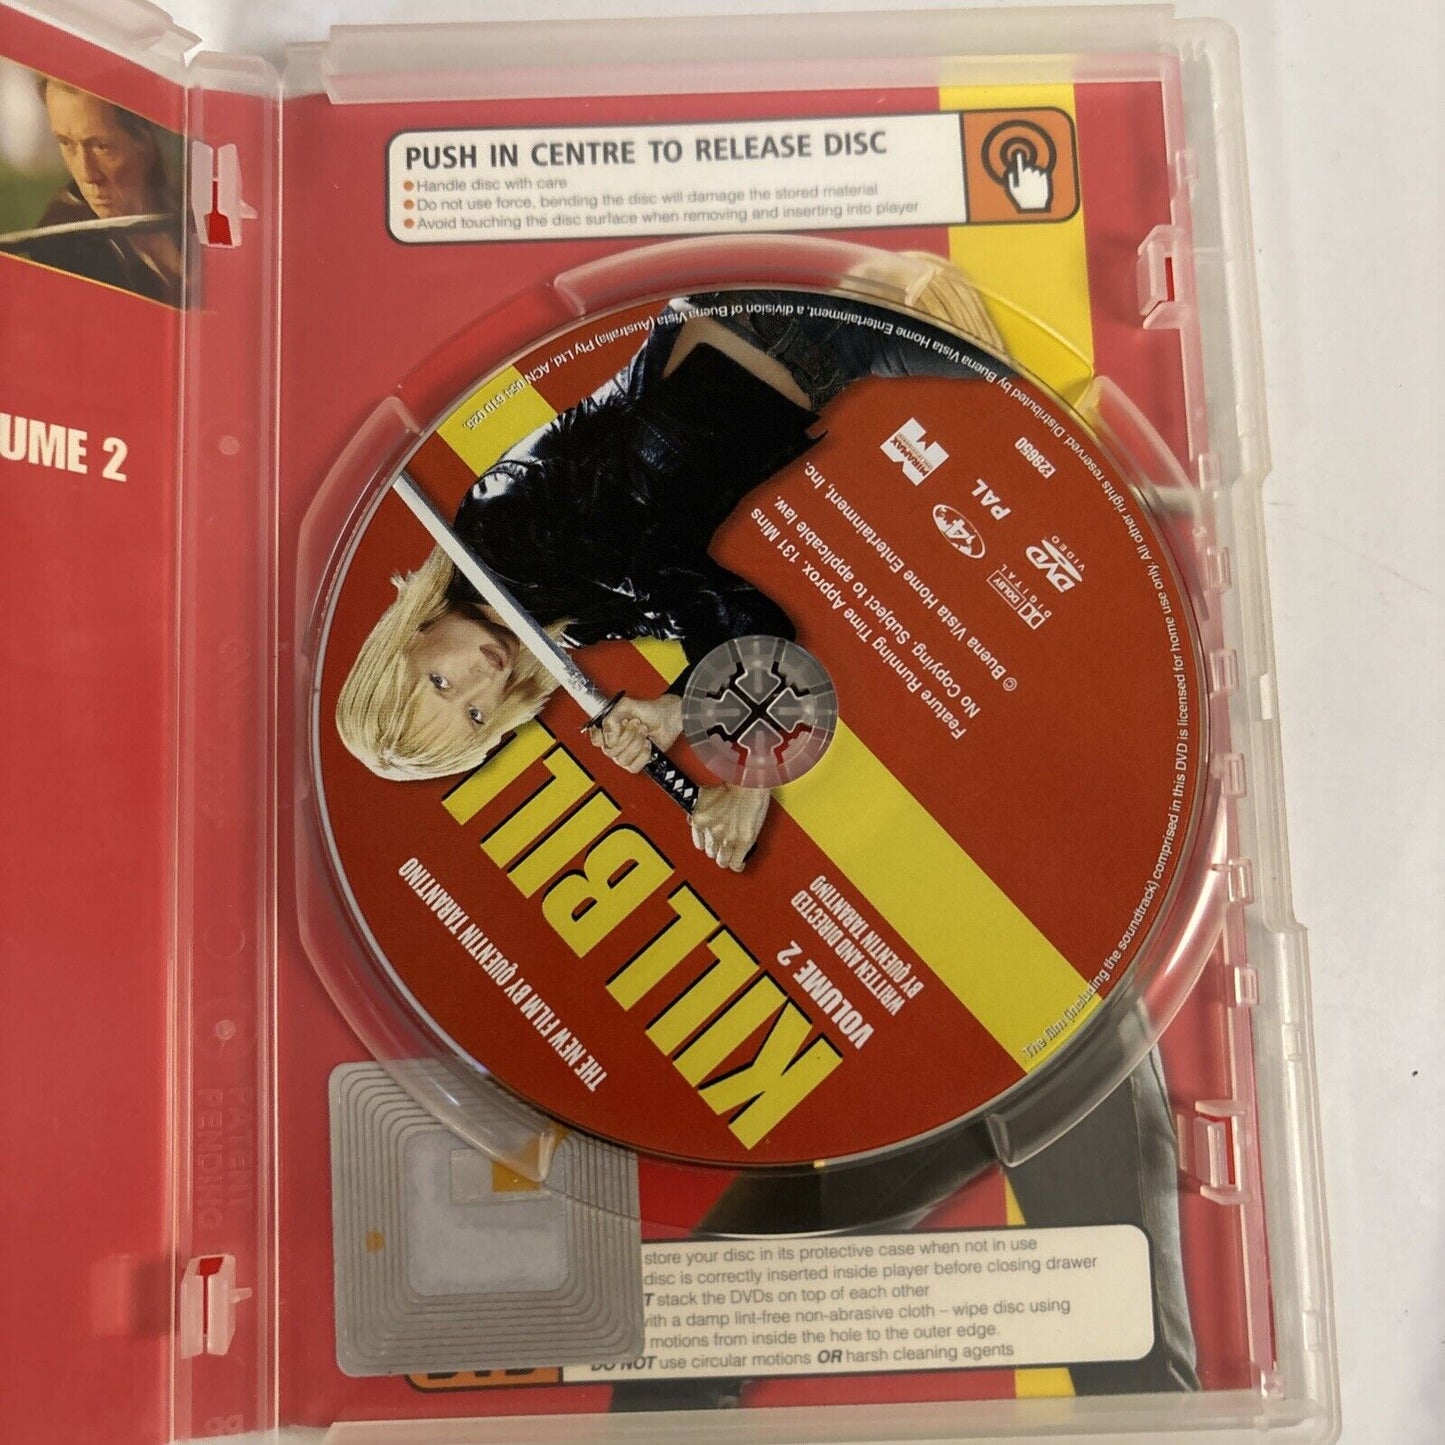 UME 2
PUSH IN CENTRE TO RELEASE DISC
Handle disc with care
Do not use force, bending the disc will damage the stored material
Avoid touching the disc surface when removing and inserting into player
THE NEW FILM BY QUENTIN TARANTINO
KILL BILL
VOLUME 2
WRITTEN AND DIRECTED
BY QUENTIN TARANTINO
Feature Running Time Approx. 131 Mins
No Copying. Subject to applicable law.
© Buena Vista Home Entertainment, Inc.
MIRAMAX
DOLBY
DIGITAL
DVD
VIDEO
4
PAL
E28650
The film (including the soundtrack) comprised in this DVD is licensed for home use only. All other rights reserved. Distributed by Buena Vista Home Entertainment, a division of Buena Vista (Australia) Pty Ltd. ACN 054 610 025.
PATENT
PENDING
store your disc in its protective case when not in use
disc is correctly inserted inside player before closing drawer
T stack the DVDs on top of each other
with a damp lint-free non-abrasive cloth – wipe disc using
motions from inside the hole to the outer edge.
DO NOT use circular motions OR harsh cleaning agents